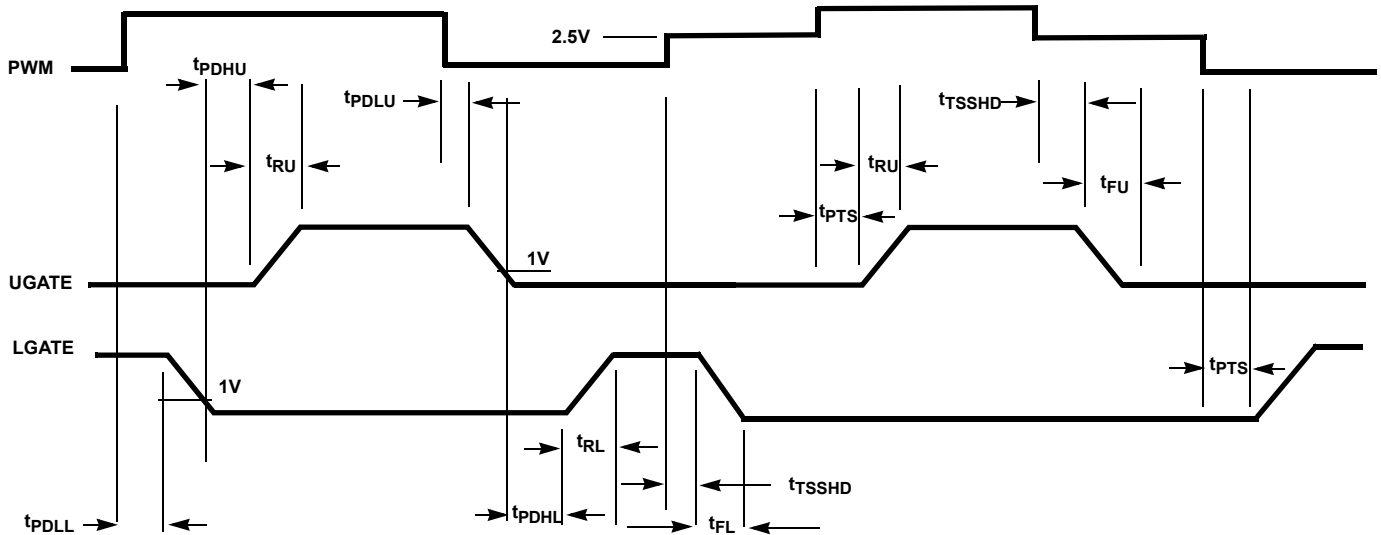 2.5V
PWM
tPDHU
tPDLU
tTSSHD
tRU
tRU
tFU
tPTS
1V
UGATE
LGATE
tPTS
1V
tRL
tTSSHD
tPDLL
tPDHL
tFL